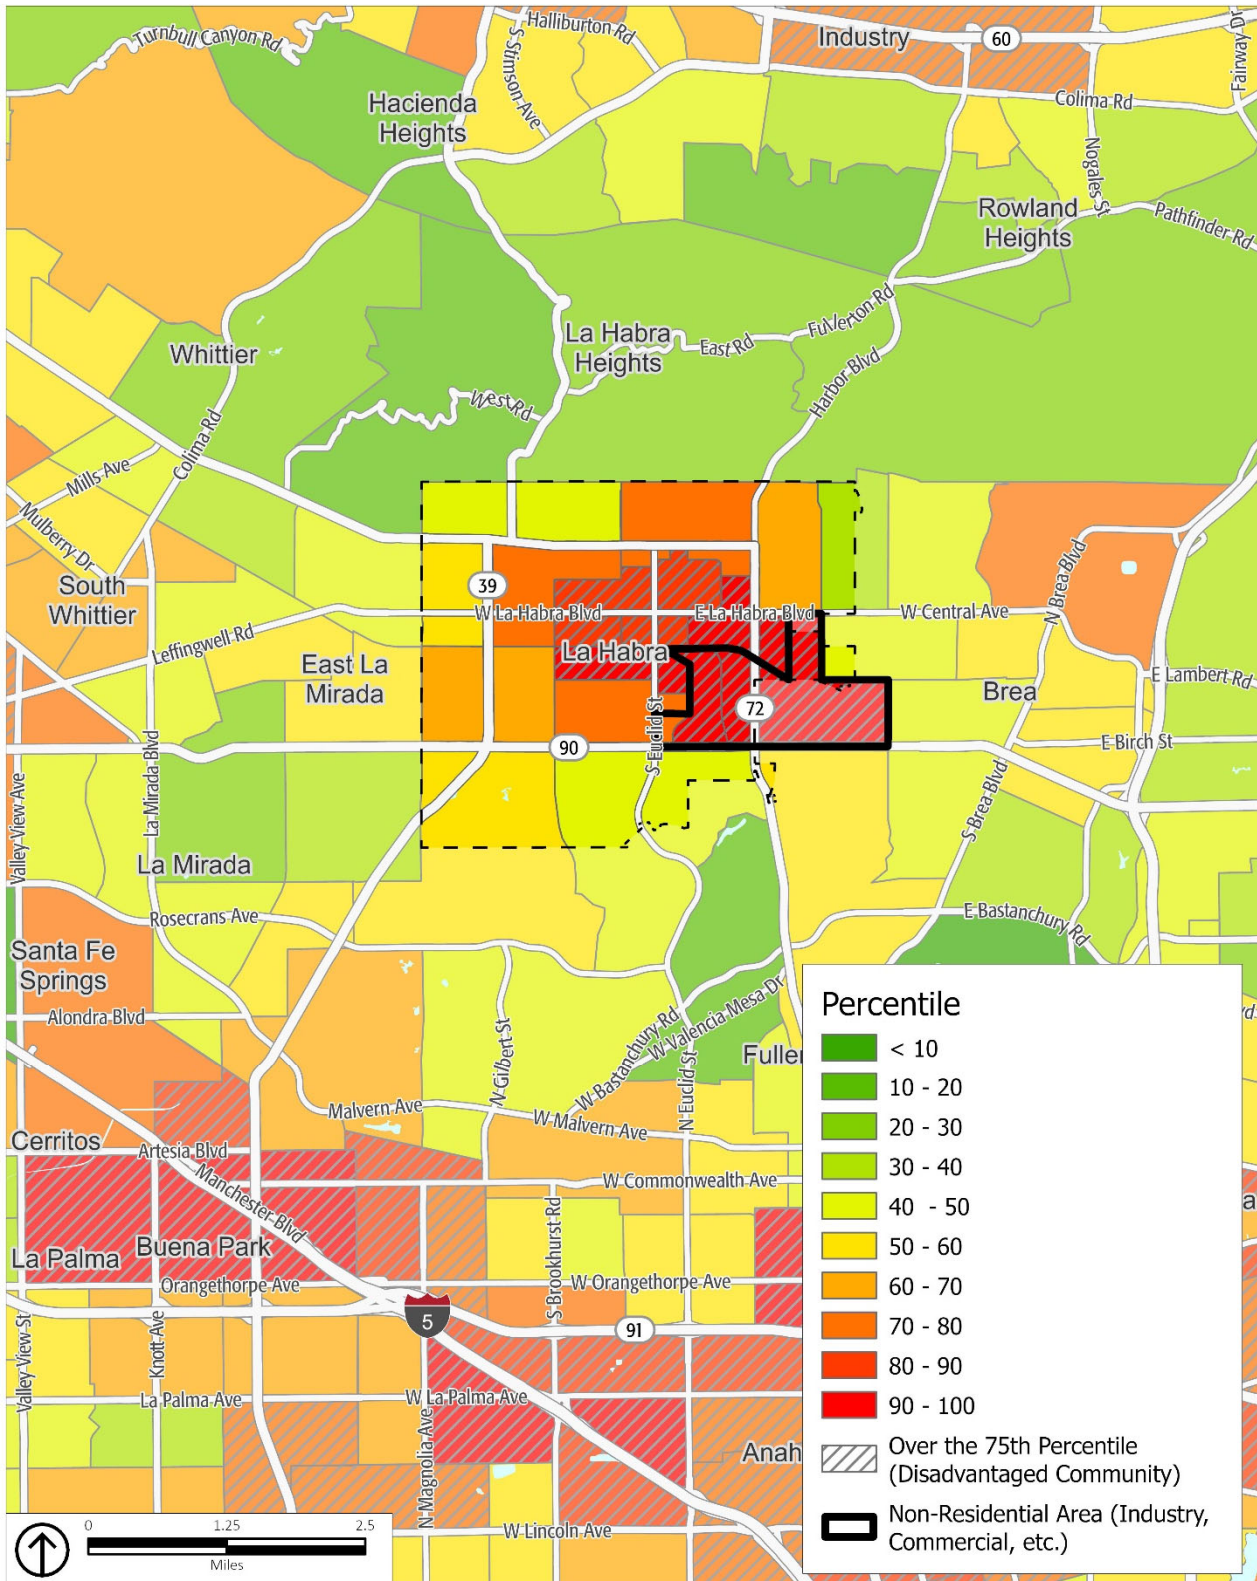 Turnbull Canyon Rd
Halliburton Rd
S Stimson Ave
Industry
60
Fairway Dr
Hacienda
Heights
Colima Rd
Nogales St
Rowland
Heights
Pathfinder Rd
Whittier
La Habra
Heights
East Rd
Fullerton Rd
Harbor Blvd
West Rd
Colima Rd
Mills Ave
Mulberry Dr
South
Whittier
39
W La Habra Blvd
E La Habra Blvd
W Central Ave
N Brea Blvd
Leffingwell Rd
La Habra
East La
Mirada
Brea
E Lambert Rd
72
90
S Euclid St
E Birch St
Valley View Ave
La Mirada Blvd
S Brea Blvd
La Mirada
Rosecrans Ave
E Bastanchury Rd
Santa Fe
Springs
Alondra Blvd
N Gilbert St
W Bastanchury Rd
W Valencia Mesa Dr
Fuller
N Euclid St
Malvern Ave
W Malvern Ave
Cerritos
Artesia Blvd
Manchester Blvd
W Commonwealth Ave
La Palma
Buena Park
Orangethorpe Ave
S Brookhurst Rd
W Orangethorpe Ave
5
91
Valley View St
Knott Ave
La Palma Ave
W La Palma Ave
N Magnolia Ave
Anah
W Lincoln Ave
0 1.25 2.5
Miles
Percentile
< 10
10 - 20
20 - 30
30 - 40
40 - 50
50 - 60
60 - 70
70 - 80
80 - 90
90 - 100
Over the 75th Percentile
(Disadvantaged Community)
Non-Residential Area (Industry,
Commercial, etc.)